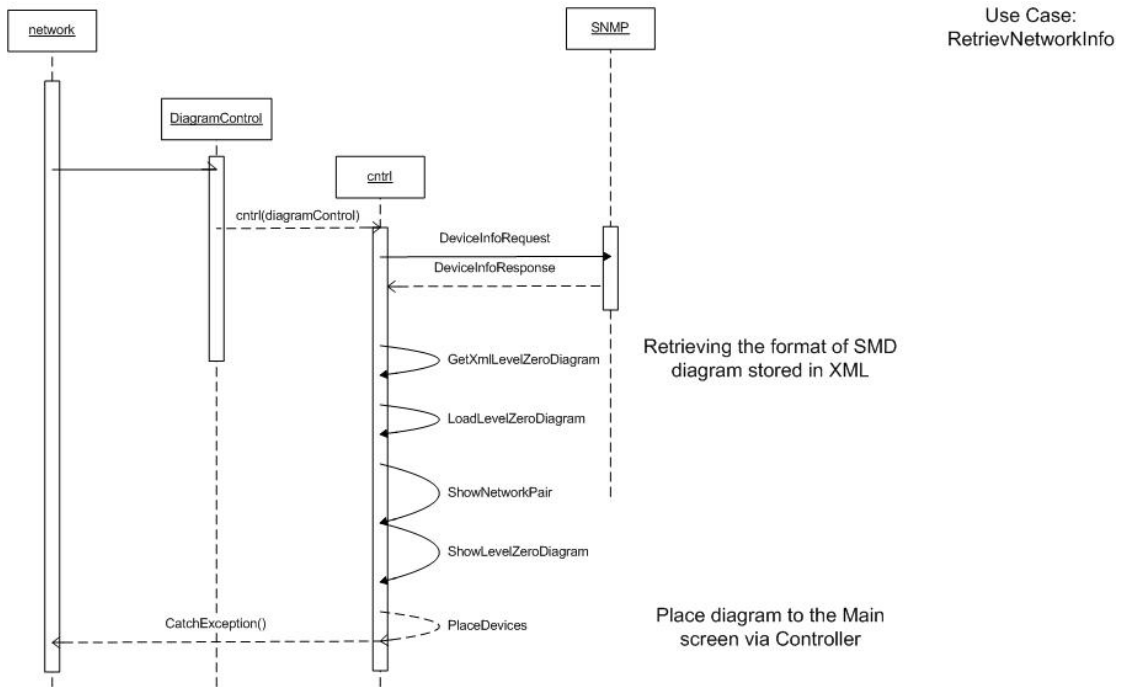 network
SNMP
Use Case:
RetrievNetworkInfo
DiagramControl
cntrl
cntrl(diagramControl)
DeviceInfoRequest
DeviceInfoResponse
GetXmlLevelZeroDiagram
Retrieving the format of SMD
diagram stored in XML
LoadLevelZeroDiagram
ShowNetworkPair
ShowLevelZeroDiagram
CatchException()
PlaceDevices
Place diagram to the Main
screen via Controller